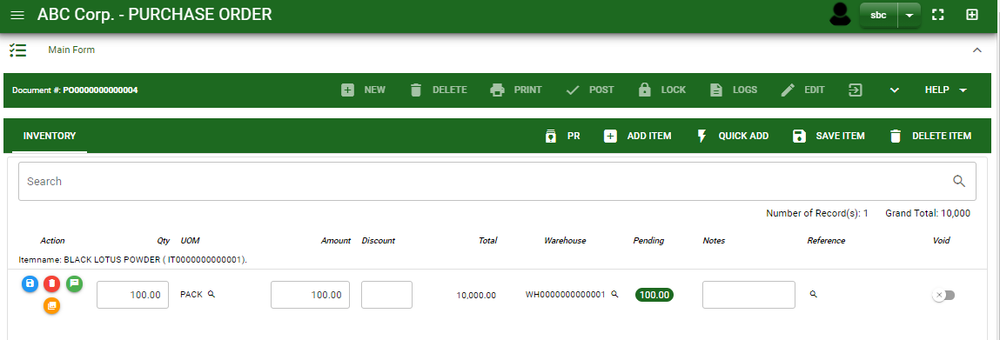 ABC Corp. - PURCHASE ORDER
sbc
Main Form
Document #: PO0000000000004
NEW
DELETE
PRINT
POST
LOCK
LOGS
EDIT
HELP
INVENTORY
PR
ADD ITEM
QUICK ADD
SAVE ITEM
DELETE ITEM
Search
Number of Record(s): 1 Grand Total: 10,000
Action Qty UOM Amount Discount Total Warehouse Pending Notes Reference Void
Itemname: BLACK LOTUS POWDER ( IT0000000000001).
100.00 PACK 100.00 10,000.00 WH0000000000001 100.00